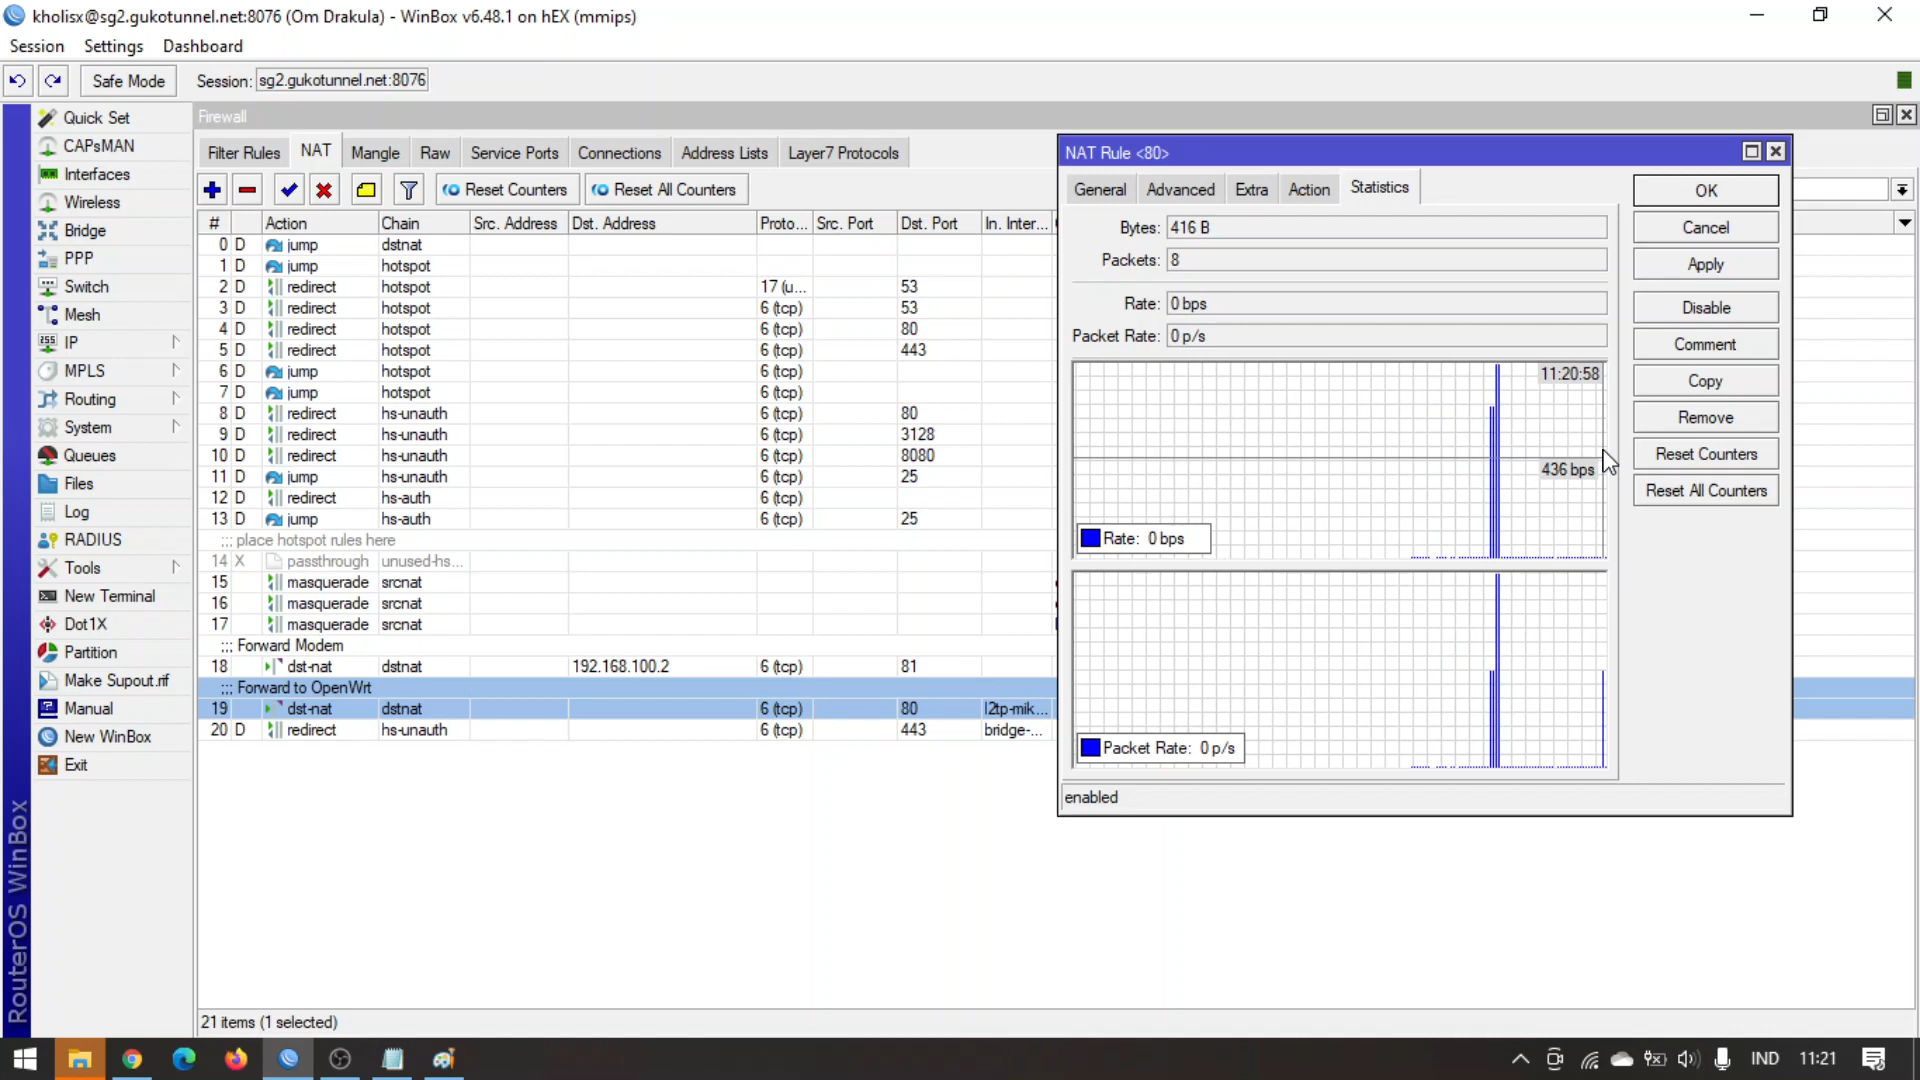 kholisx@sg2.gukotunnel.net:8076 (Om Drakula) - WinBox v6.48.1 on hEX (mmips)
Session Settings Dashboard
Safe Mode Session: sg2.gukotunnel.net:8076
Quick Set
CAPsMAN
Interfaces
Wireless
Bridge
PPP
Switch
Mesh
255 IP
MPLS
Routing
System
Queues
Files
Log
RADIUS
Tools
New Terminal
Dot1X
Partition
Make Supout.rif
Manual
New WinBox
Exit
RouterOS WinBox
Firewall
Filter Rules NAT Mangle Raw Service Ports Connections Address Lists Layer7 Protocols
Reset Counters Reset All Counters
# Action Chain Src. Address Dst. Address Proto... Src. Port Dst. Port In. Inter...
0 D jump dstnat
1 D jump hotspot
2 D redirect hotspot 17 (u... 53
3 D redirect hotspot 6 (tcp) 53
4 D redirect hotspot 6 (tcp) 80
5 D redirect hotspot 6 (tcp) 443
6 D jump hotspot 6 (tcp)
7 D jump hotspot 6 (tcp)
8 D redirect hs-unauth 6 (tcp) 80
9 D redirect hs-unauth 6 (tcp) 3128
10 D redirect hs-unauth 6 (tcp) 8080
11 D jump hs-unauth 6 (tcp) 25
12 D redirect hs-auth 6 (tcp)
13 D jump hs-auth 6 (tcp) 25
::: place hotspot rules here
14 X passthrough unused-hs...
15 masquerade srcnat
16 masquerade srcnat
17 masquerade srcnat
::: Forward Modem
18 dst-nat dstnat 192.168.100.2 6 (tcp) 81
::: Forward to OpenWrt
19 dst-nat dstnat 6 (tcp) 80 l2tp-mik...
20 D redirect hs-unauth 6 (tcp) 443 bridge-...
21 items (1 selected)
NAT Rule <80>
General Advanced Extra Action Statistics
Bytes: 416 B
Packets: 8
Rate: 0 bps
Packet Rate: 0 p/s
11:20:58
436 bps
Rate: 0 bps
Packet Rate: 0 p/s
enabled
OK
Cancel
Apply
Disable
Comment
Copy
Remove
Reset Counters
Reset All Counters
IND 11:21